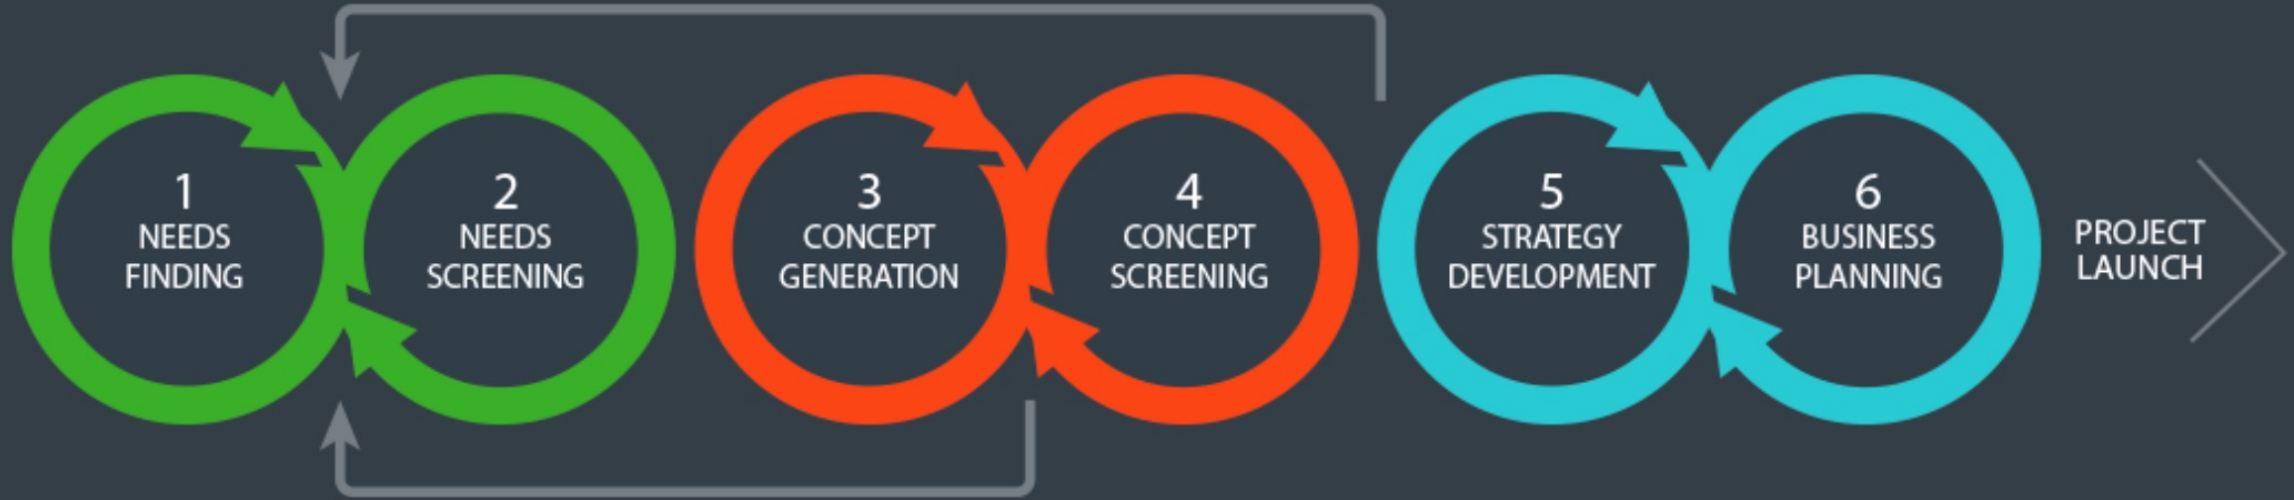 1
NEEDS
FINDING
2
NEEDS
SCREENING
3
CONCEPT
GENERATION
4
CONCEPT
SCREENING
5
STRATEGY
DEVELOPMENT
6
BUSINESS
PLANNING
PROJECT
LAUNCH